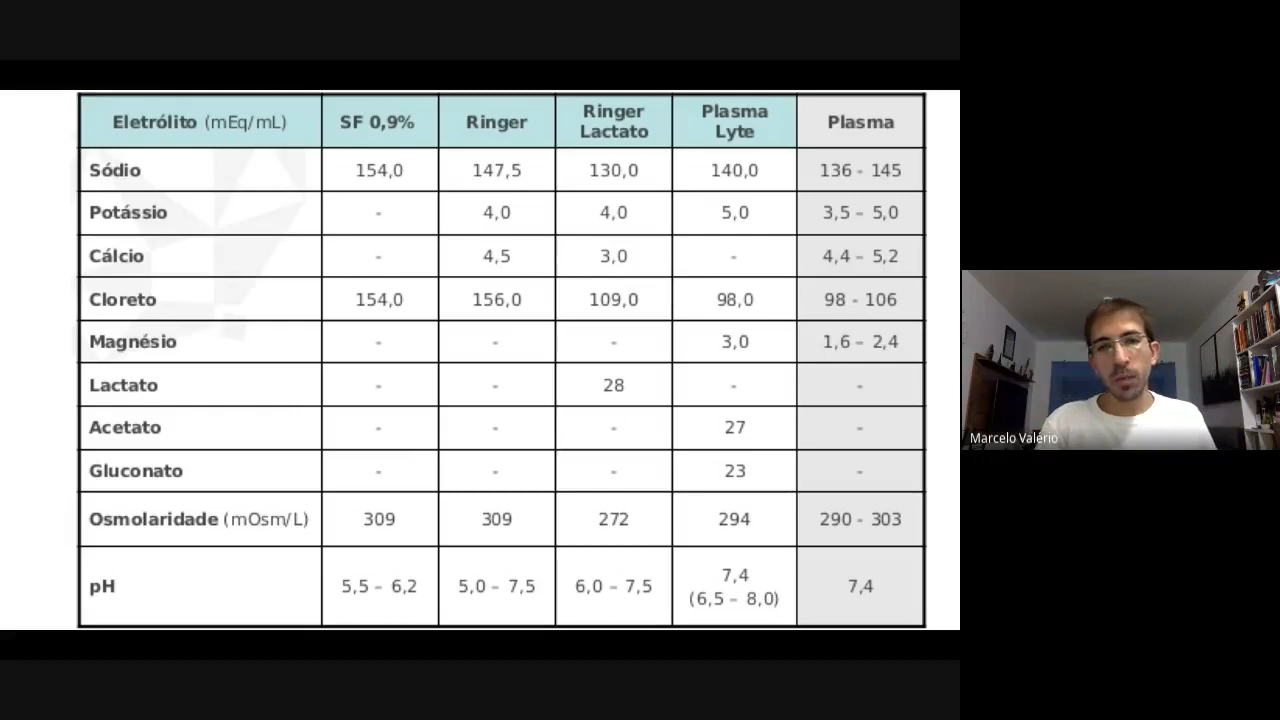 Eletrólito (mEq/mL) SF 0,9% Ringer Ringer Lactato Plasma Lyte Plasma
Sódio 154,0 147,5 130,0 140,0 136 - 145
Potássio - 4,0 4,0 5,0 3,5 – 5,0
Cálcio - 4,5 3,0 - 4,4 – 5,2
Cloreto 154,0 156,0 109,0 98,0 98 - 106
Magnésio - - - 3,0 1,6 – 2,4
Lactato - - 28 - -
Acetato - - - 27 -
Gluconato - - - 23 -
Osmolaridade (mOsm/L) 309 309 272 294 290 - 303
pH 5,5 – 6,2 5,0 – 7,5 6,0 – 7,5 7,4 (6,5 – 8,0) 7,4
Marcelo Valério